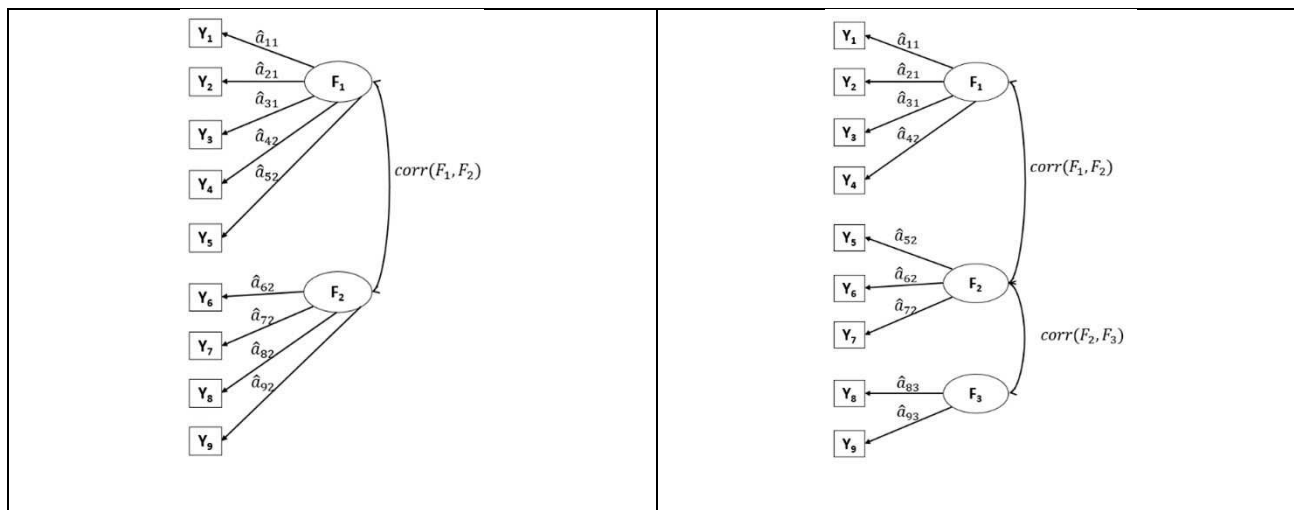 Y₁
â₁₁
Y₂
â₂₁
F₁
Y₃
â₃₁
Y₄
â₄₂
Y₅
â₅₂
corr(F₁, F₂)
Y₆
â₆₂
F₂
Y₇
â₇₂
Y₈
â₈₂
Y₉
â₉₂
Y₁
â₁₁
Y₂
â₂₁
F₁
Y₃
â₃₁
Y₄
â₄₂
corr(F₁, F₂)
Y₅
â₅₂
Y₆
â₆₂
F₂
Y₇
â₇₂
corr(F₂, F₃)
Y₈
â₈₃
F₃
Y₉
â₉₃